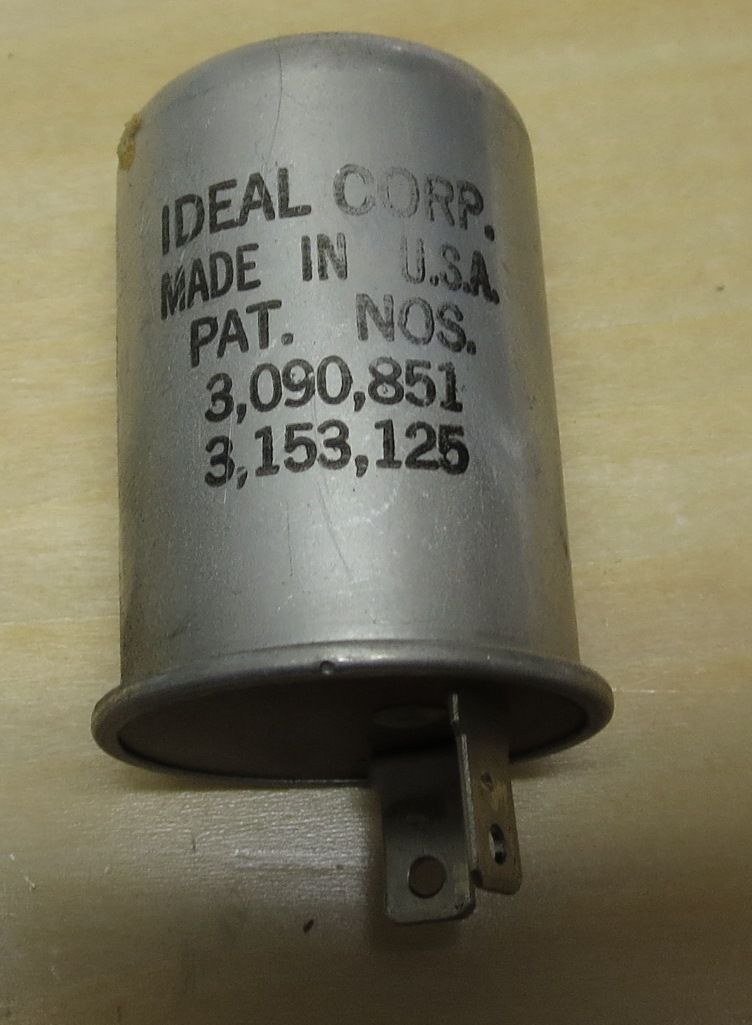 IDEAL CORP.
MADE IN U.S.A.
PAT. NOS.
3,090,851
3,153,125